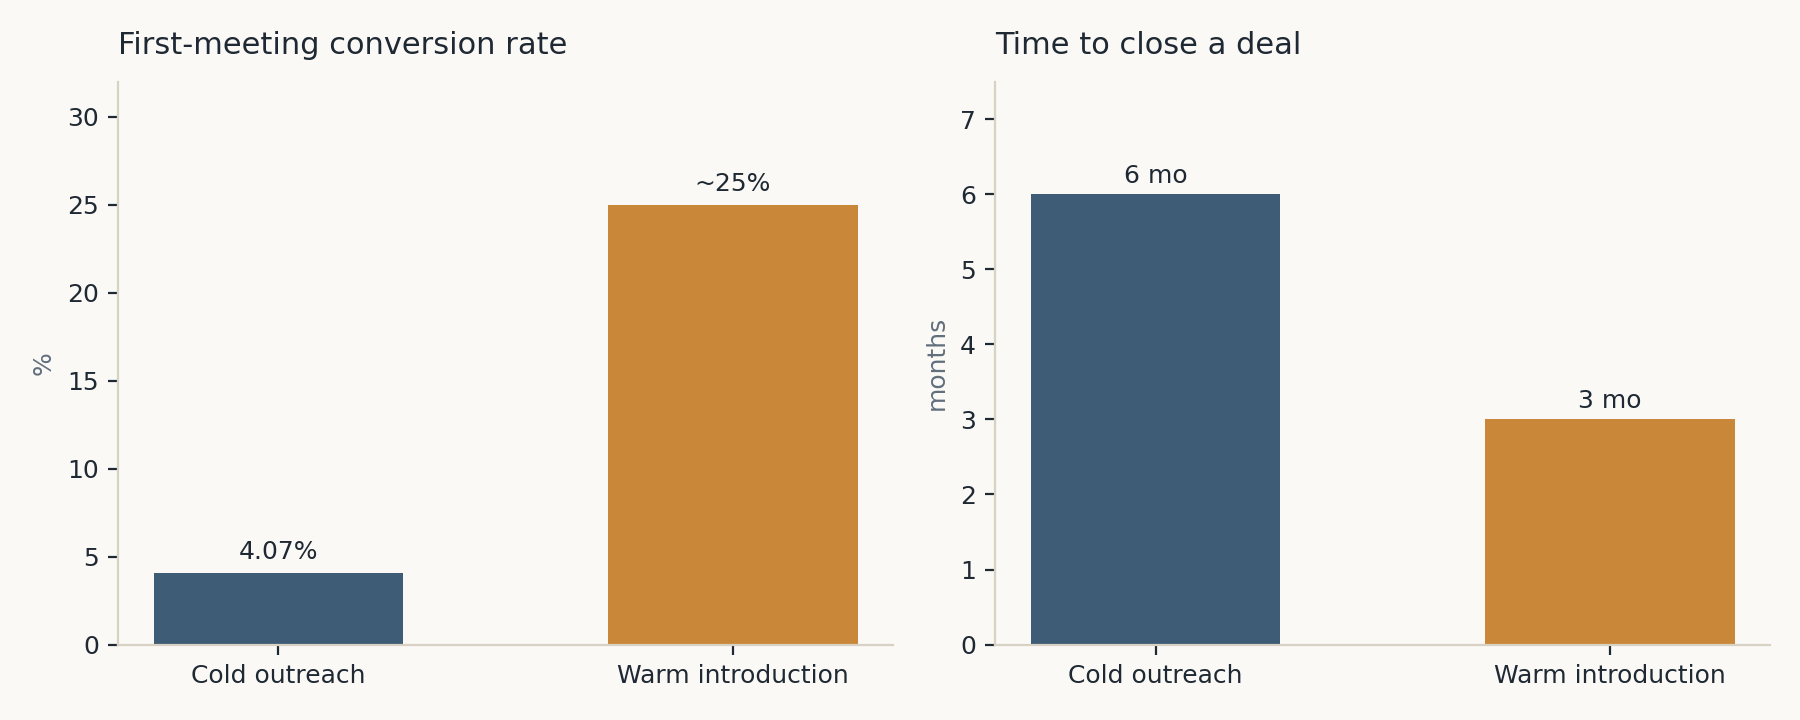 First-meeting conversion rate
%
30
25
20
15
10
5
0
4.07%
~25%
Cold outreach
Warm introduction
Time to close a deal
months
7
6
5
4
3
2
1
0
6 mo
3 mo
Cold outreach
Warm introduction